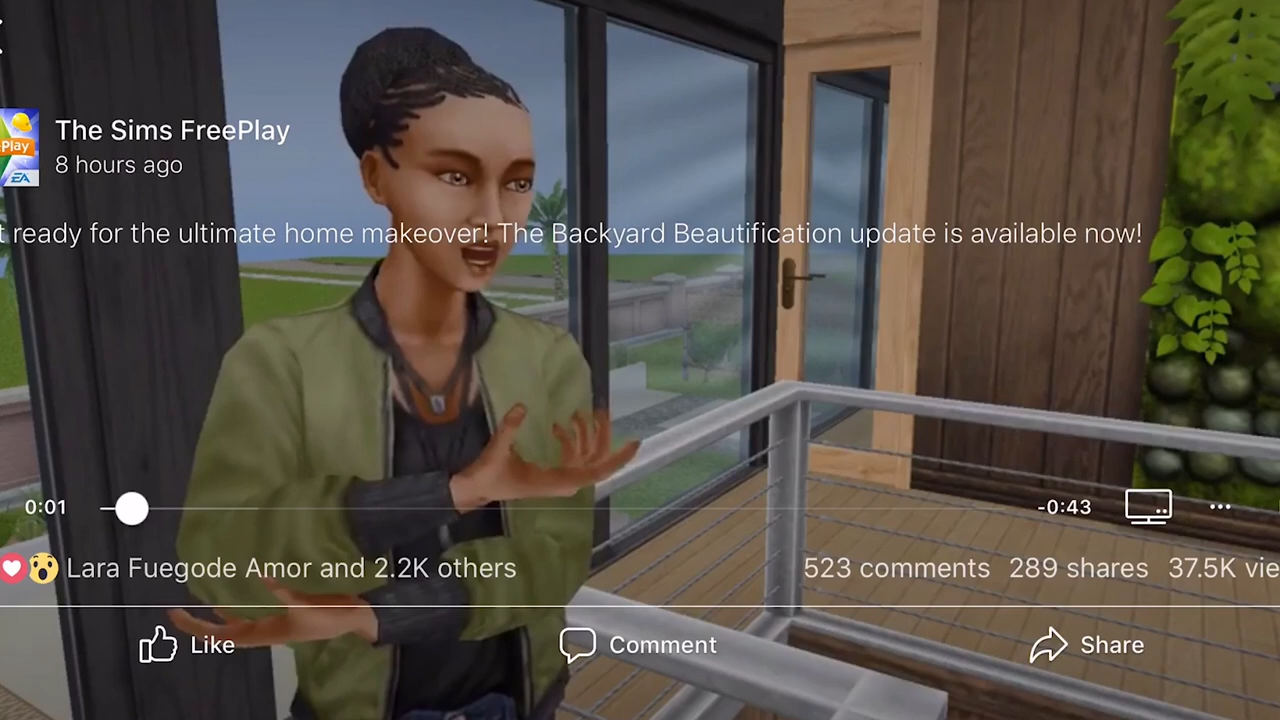 The Sims FreePlay
Play
8 hours ago
EA
t ready for the ultimate home makeover! The Backyard Beautification update is available now!
0:01
-0:43
Lara Fuegode Amor and 2.2K others
523 comments 289 shares 37.5K vie
Like
Comment
Share